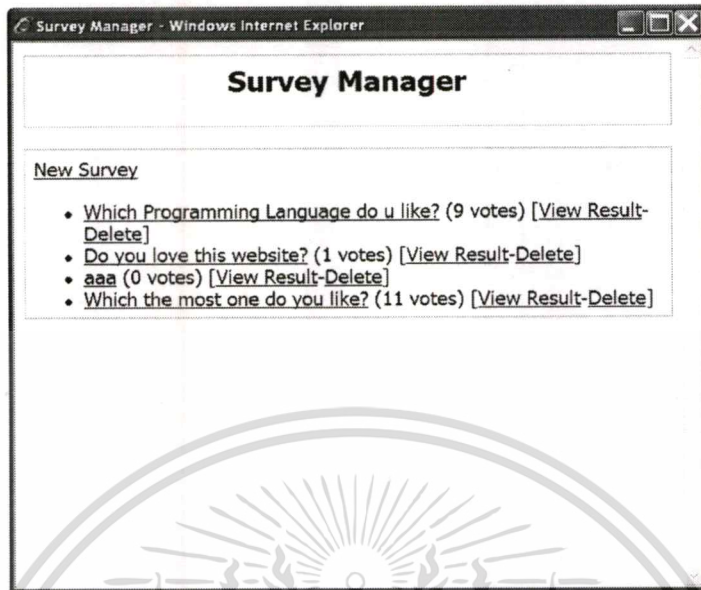 Survey Manager - Windows Internet Explorer
Survey Manager
New Survey
Which Programming Language do u like? (9 votes) [View Result-
Delete]
Do you love this website? (1 votes) [View Result-Delete]
aaa (0 votes) [View Result-Delete]
Which the most one do you like? (11 votes) [View Result-Delete]